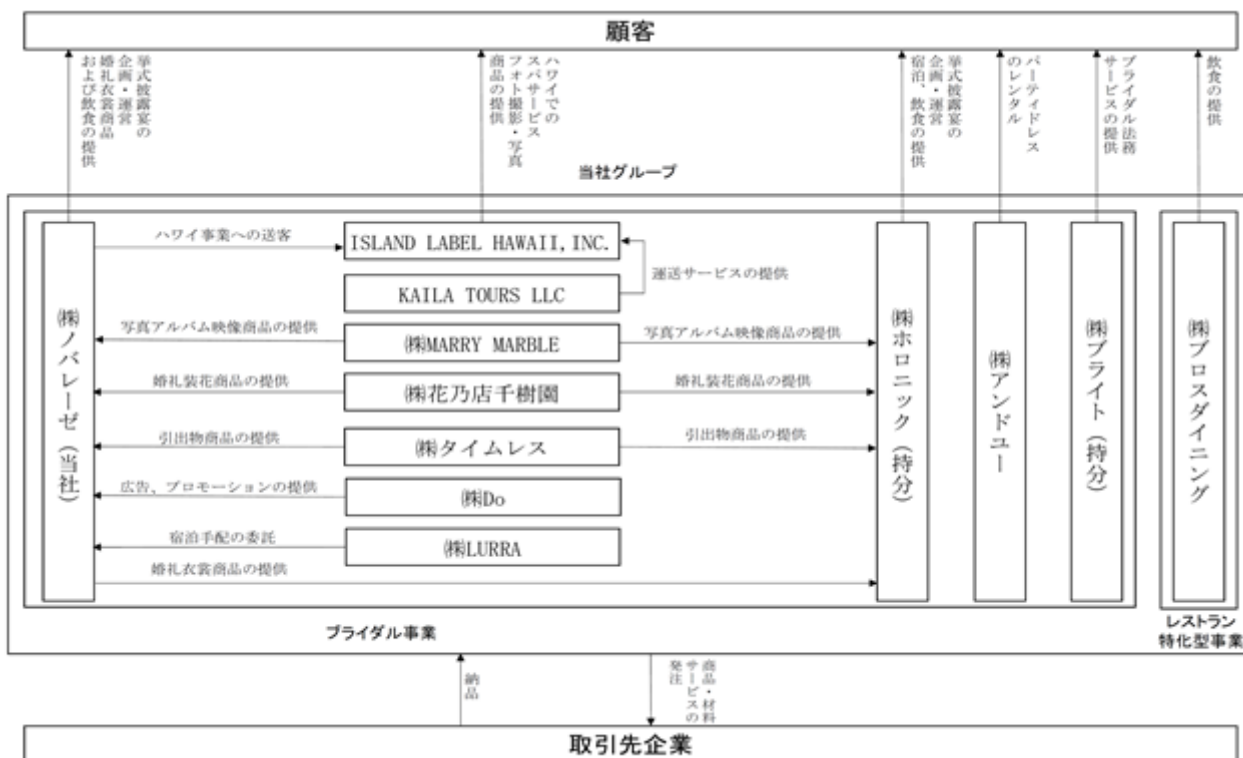 顧客
挙式披露宴の
企画・運営
婚礼衣裳商品
および飲食の提供
ハワイでの
スパサービス
フォト撮影・写真
商品の提供
挙式披露宴の
企画・運営
宿泊、飲食の提供
パーティドレス
のレンタル
ブライダル法務
サービスの提供
飲食の提供
当社グループ
㈱ノバレーゼ(当社)
ハワイ事業への送客
ISLAND LABEL HAWAII,INC.
運送サービスの提供
KAILA TOURS LLC
写真アルバム映像商品の提供
㈱MARRY MARBLE
写真アルバム映像商品の提供
婚礼装花商品の提供
㈱花乃店千樹園
婚礼装花商品の提供
引出物商品の提供
㈱タイムレス
引出物商品の提供
広告、プロモーションの提供
㈱Do
宿泊手配の委託
㈱LURRA
婚礼衣裳商品の提供
㈱ホロニック(持分)
㈱アンドユー
㈱ブライト(持分)
㈱ブロスダイニング
ブライダル事業
レストラン
特化型事業
納品
商品・材料
サービスの
発注
取引先企業